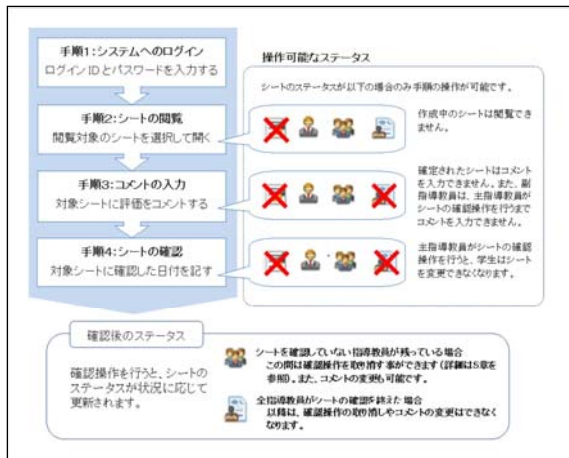 手順1:システムへのログイン
ログインIDとパスワードを入力する
手順2:シートの閲覧
閲覧対象のシートを選択して開く
手順3:コメントの入力
対象シートに評価をコメントする
手順4:シートの確認
対象シートに確認した日付を記す
操作可能なステータス
シートのステータスが以下の場合のみ手順の操作が可能です。
作成中のシートは閲覧でき
ません。
確定されたシートはコメント
を入力できません。また、副
指導教員は、主指導教員が
シートの確認操作を行うまで
コメントを入力できません。
主指導教員がシートの確認
操作を行うと、学生はシート
を変更できなくなります。
確認後のステータス
確認操作を行うと、シートの
ステータスが状況に応じて
更新されます。
シートを確認していない指導教員が残っている場合
この間は確認操作を取り消す事ができます(詳細は5章を
参照)。また、コメントの変更も可能です。
全指導教員がシートの確認を終えた場合
以降は、確認操作の取り消しやコメントの変更はできなく
なります。